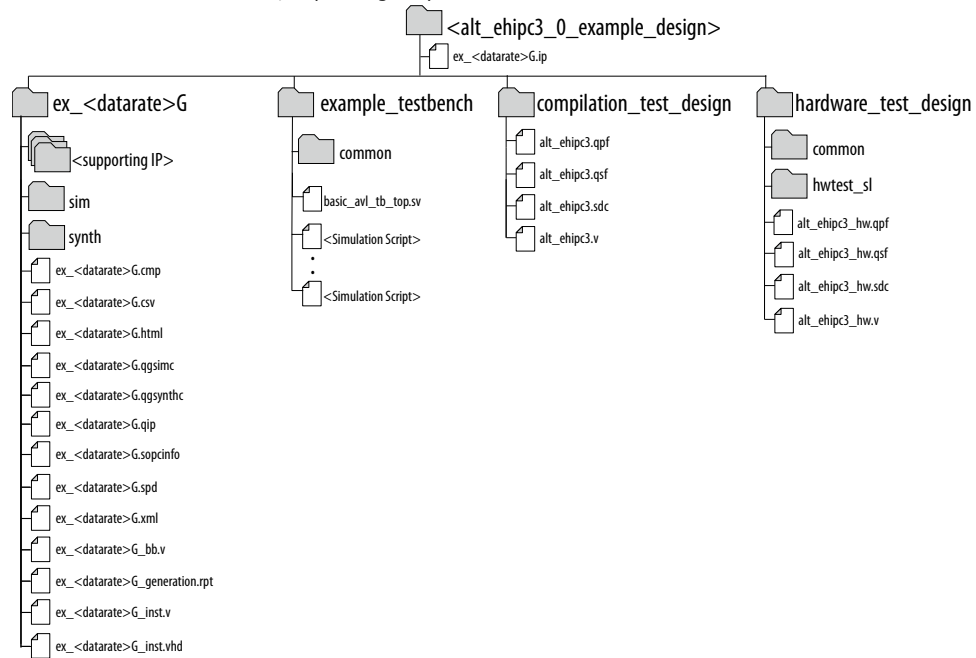 <alt_ehipc3_0_example_design>
ex_<datarate>G.ip
ex_<datarate>G
<supporting IP>
sim
synth
ex_<datarate>G.cmp
ex_<datarate>G.csv
ex_<datarate>G.html
ex_<datarate>G.qgsimc
ex_<datarate>G.qgsynthc
ex_<datarate>G.qip
ex_<datarate>G.sopcinfo
ex_<datarate>G.spd
ex_<datarate>G.xml
ex_<datarate>G_bb.v
ex_<datarate>G_generation.rpt
ex_<datarate>G_inst.v
ex_<datarate>G_inst.vhd
example_testbench
common
basic_avl_tb_top.sv
<Simulation Script>
<Simulation Script>
compilation_test_design
alt_ehipc3.qpf
alt_ehipc3.qsf
alt_ehipc3.sdc
alt_ehipc3.v
hardware_test_design
common
hwtest_sl
alt_ehipc3_hw.qpf
alt_ehipc3_hw.qsf
alt_ehipc3_hw.sdc
alt_ehipc3_hw.v